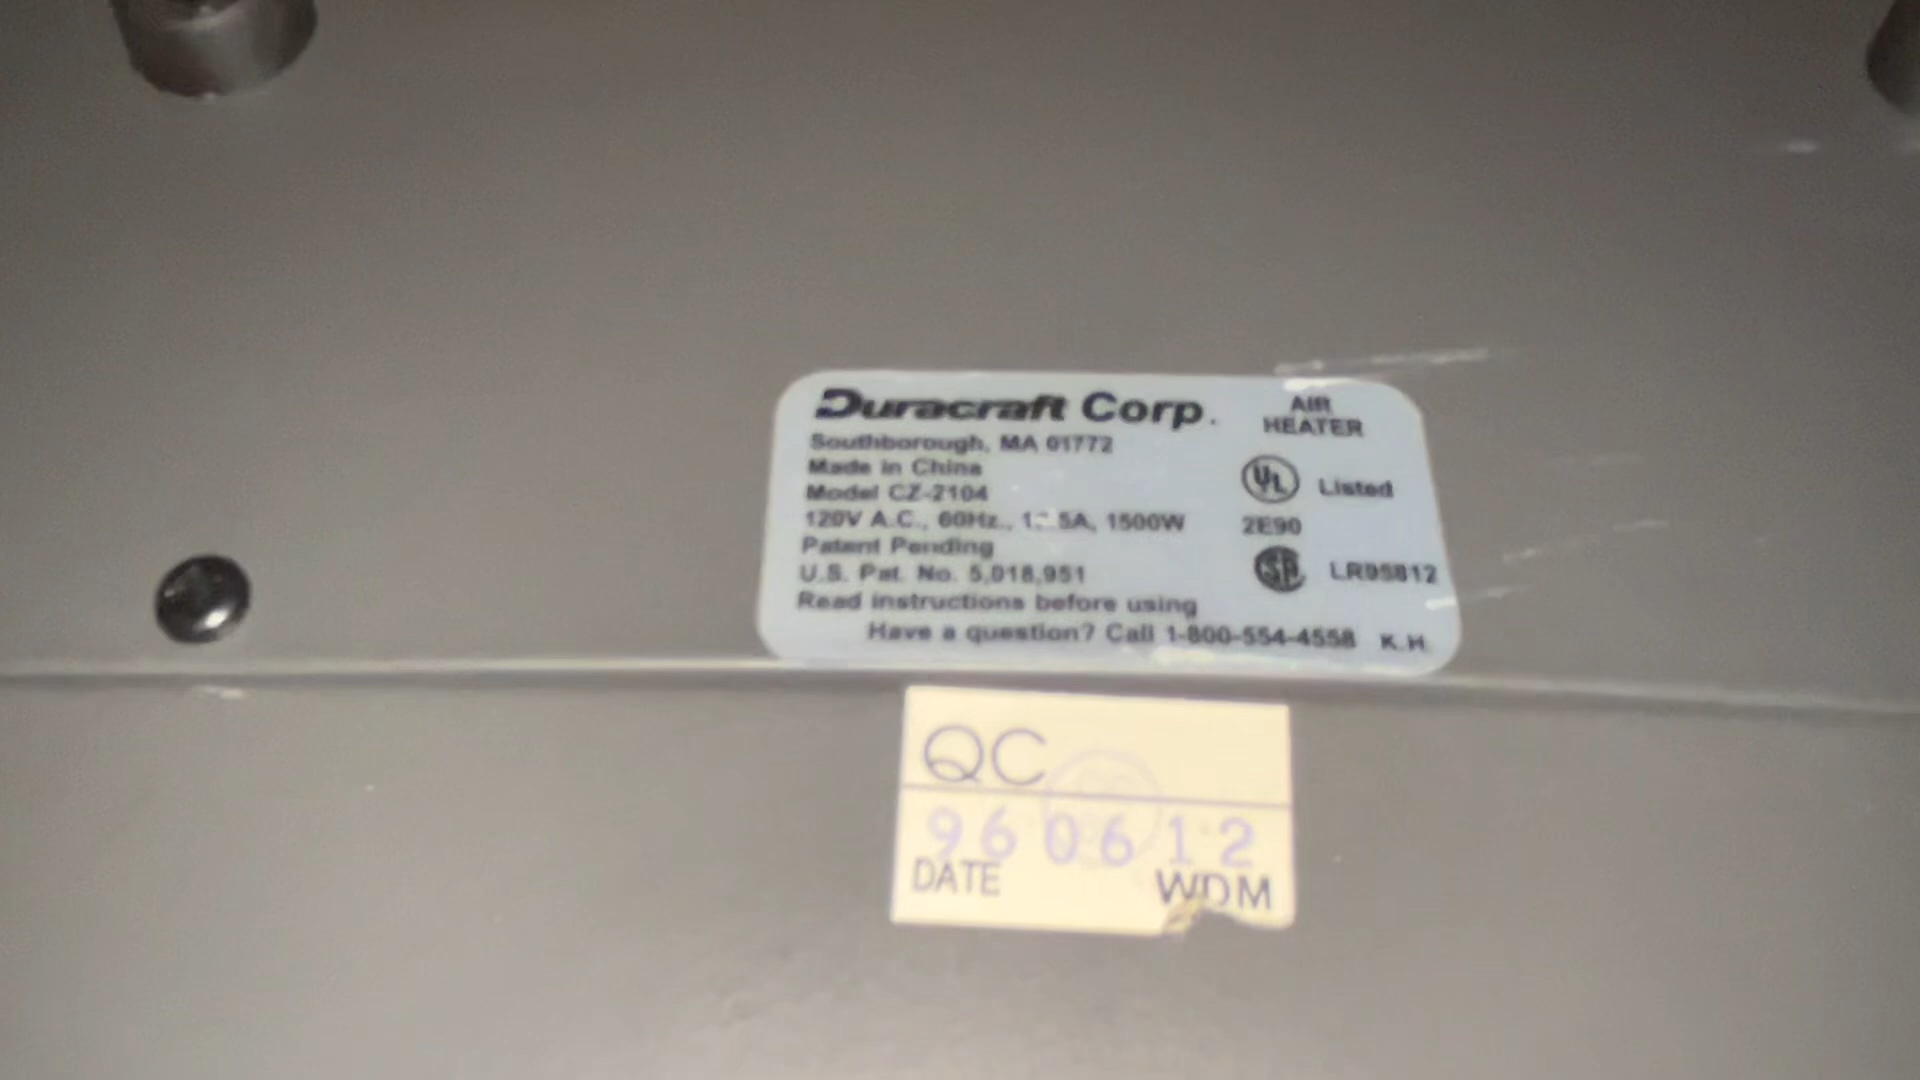 Duracraft Corp.
AIR
HEATER
Southborough, MA 01772
Made in China
Model CZ-2104
UL Listed
120V A.C., 60Hz., 1500W
2E90
Patent Pending
U.S. Pat. No. 5,018,951
LR95812
Read instructions before using
Have a question? Call 1-800-554-4558 K.H.
QC
960612
DATE WDM